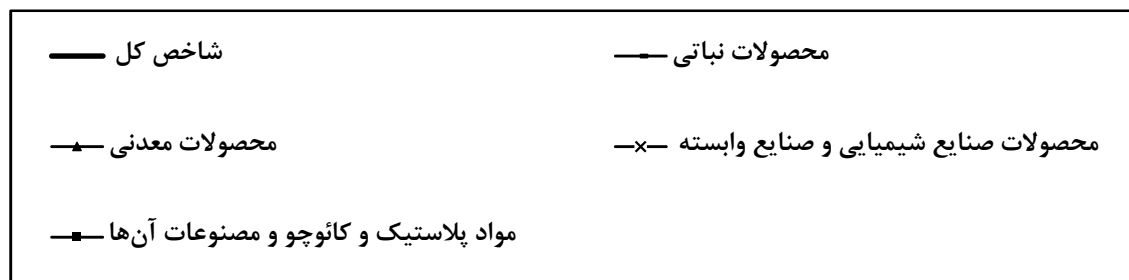 محصولات نباتی
شاخص کل
محصولات صنایع شیمیایی و صنایع وابسته
محصولات معدنی
مواد پلاستیک و کائوچو و مصنوعات آن‌ها